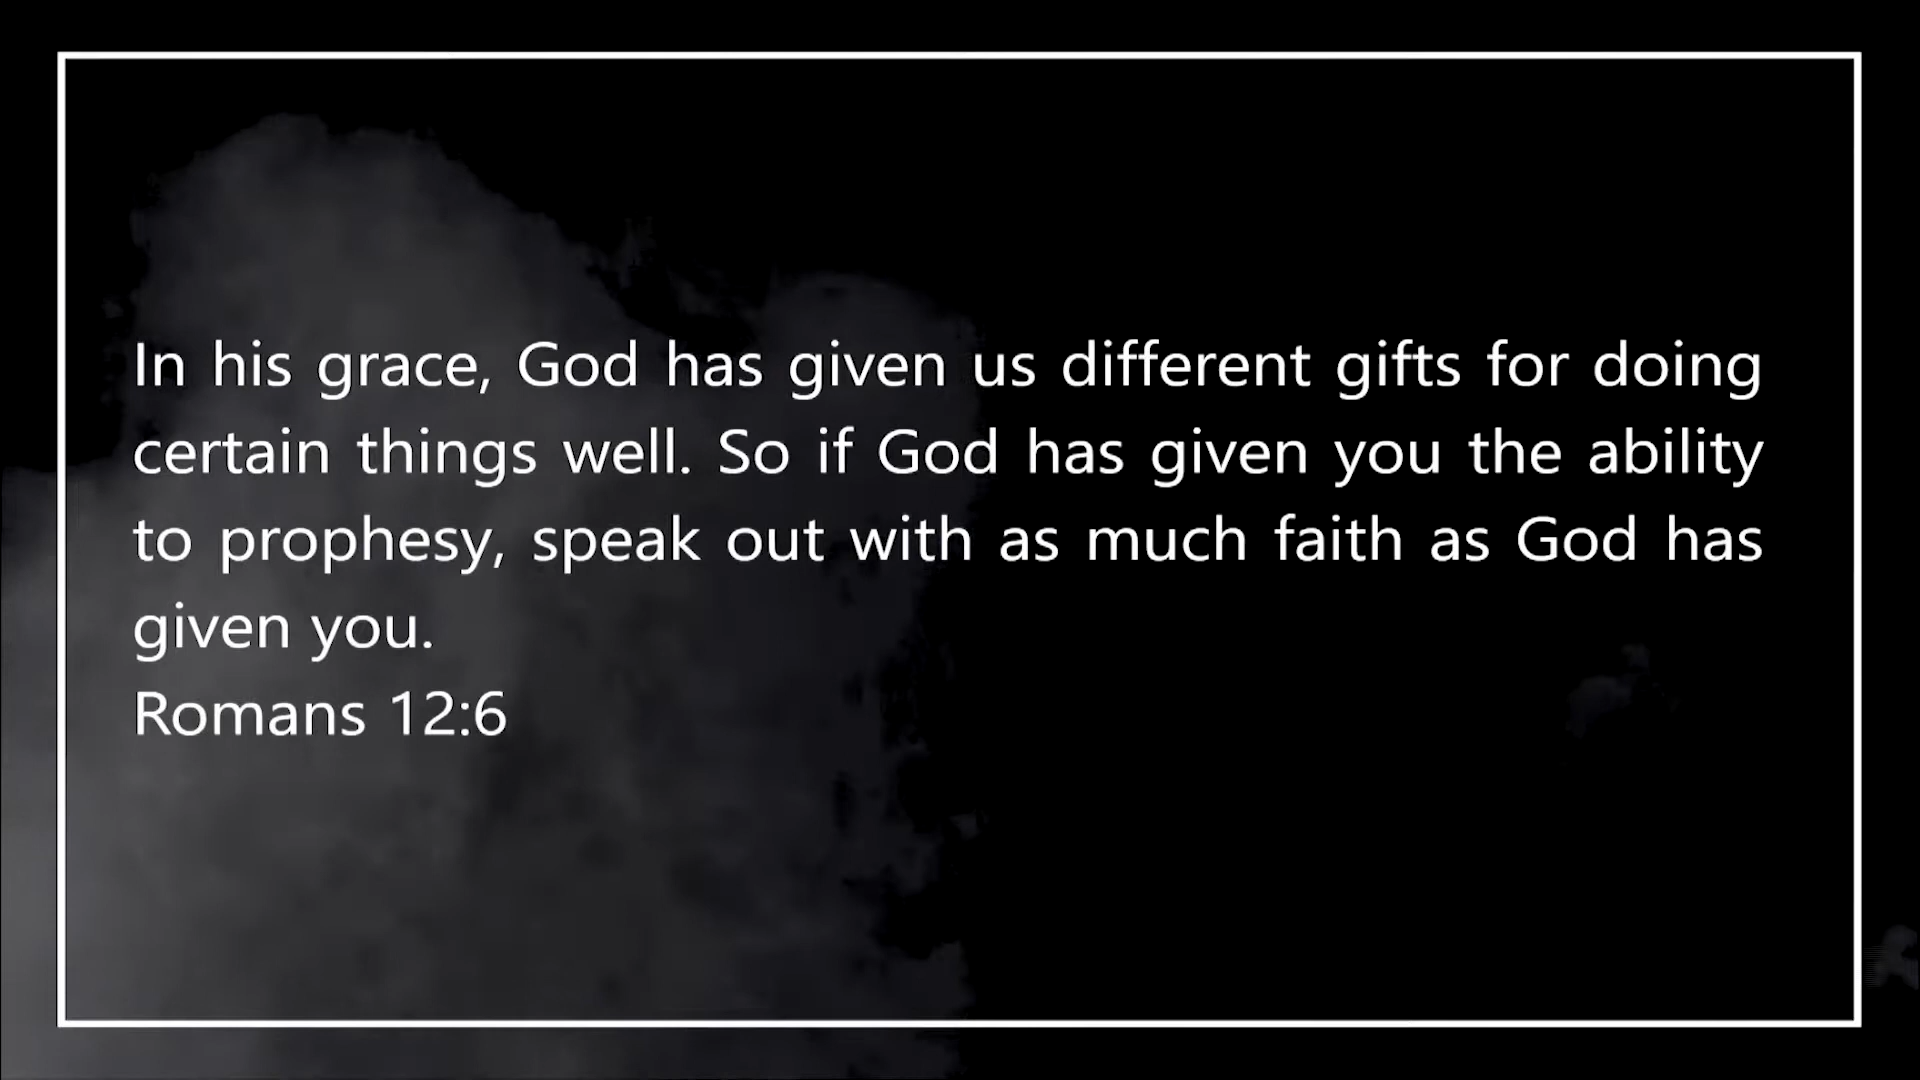 In his grace, God has given us different gifts for doing
certain things well. So if God has given you the ability
to prophesy, speak out with as much faith as God has
given you.
Romans 12:6